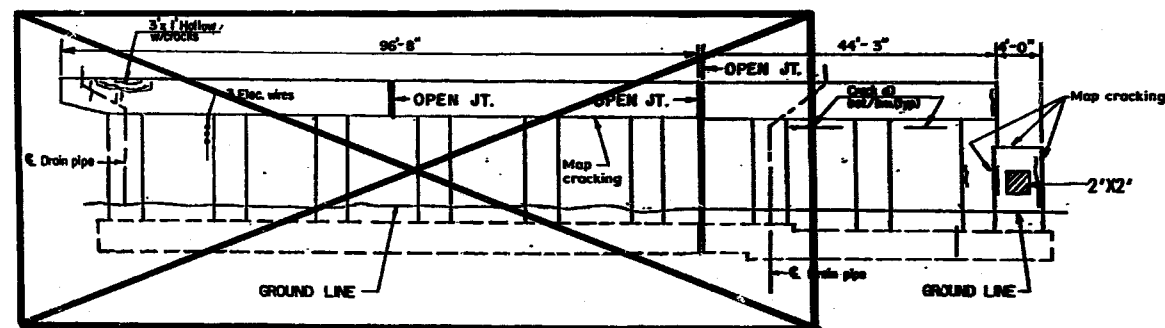 3'x 1' Hollow
w/cracks
96'-8"
44'-3"
4'-0"
OPEN JT.
3 Elec. wires
OPEN JT.
OPEN JT.
Map cracking
℄ Drain pipe
Map
cracking
2'X2'
℄ Drain pipe
GROUND LINE
GROUND LINE